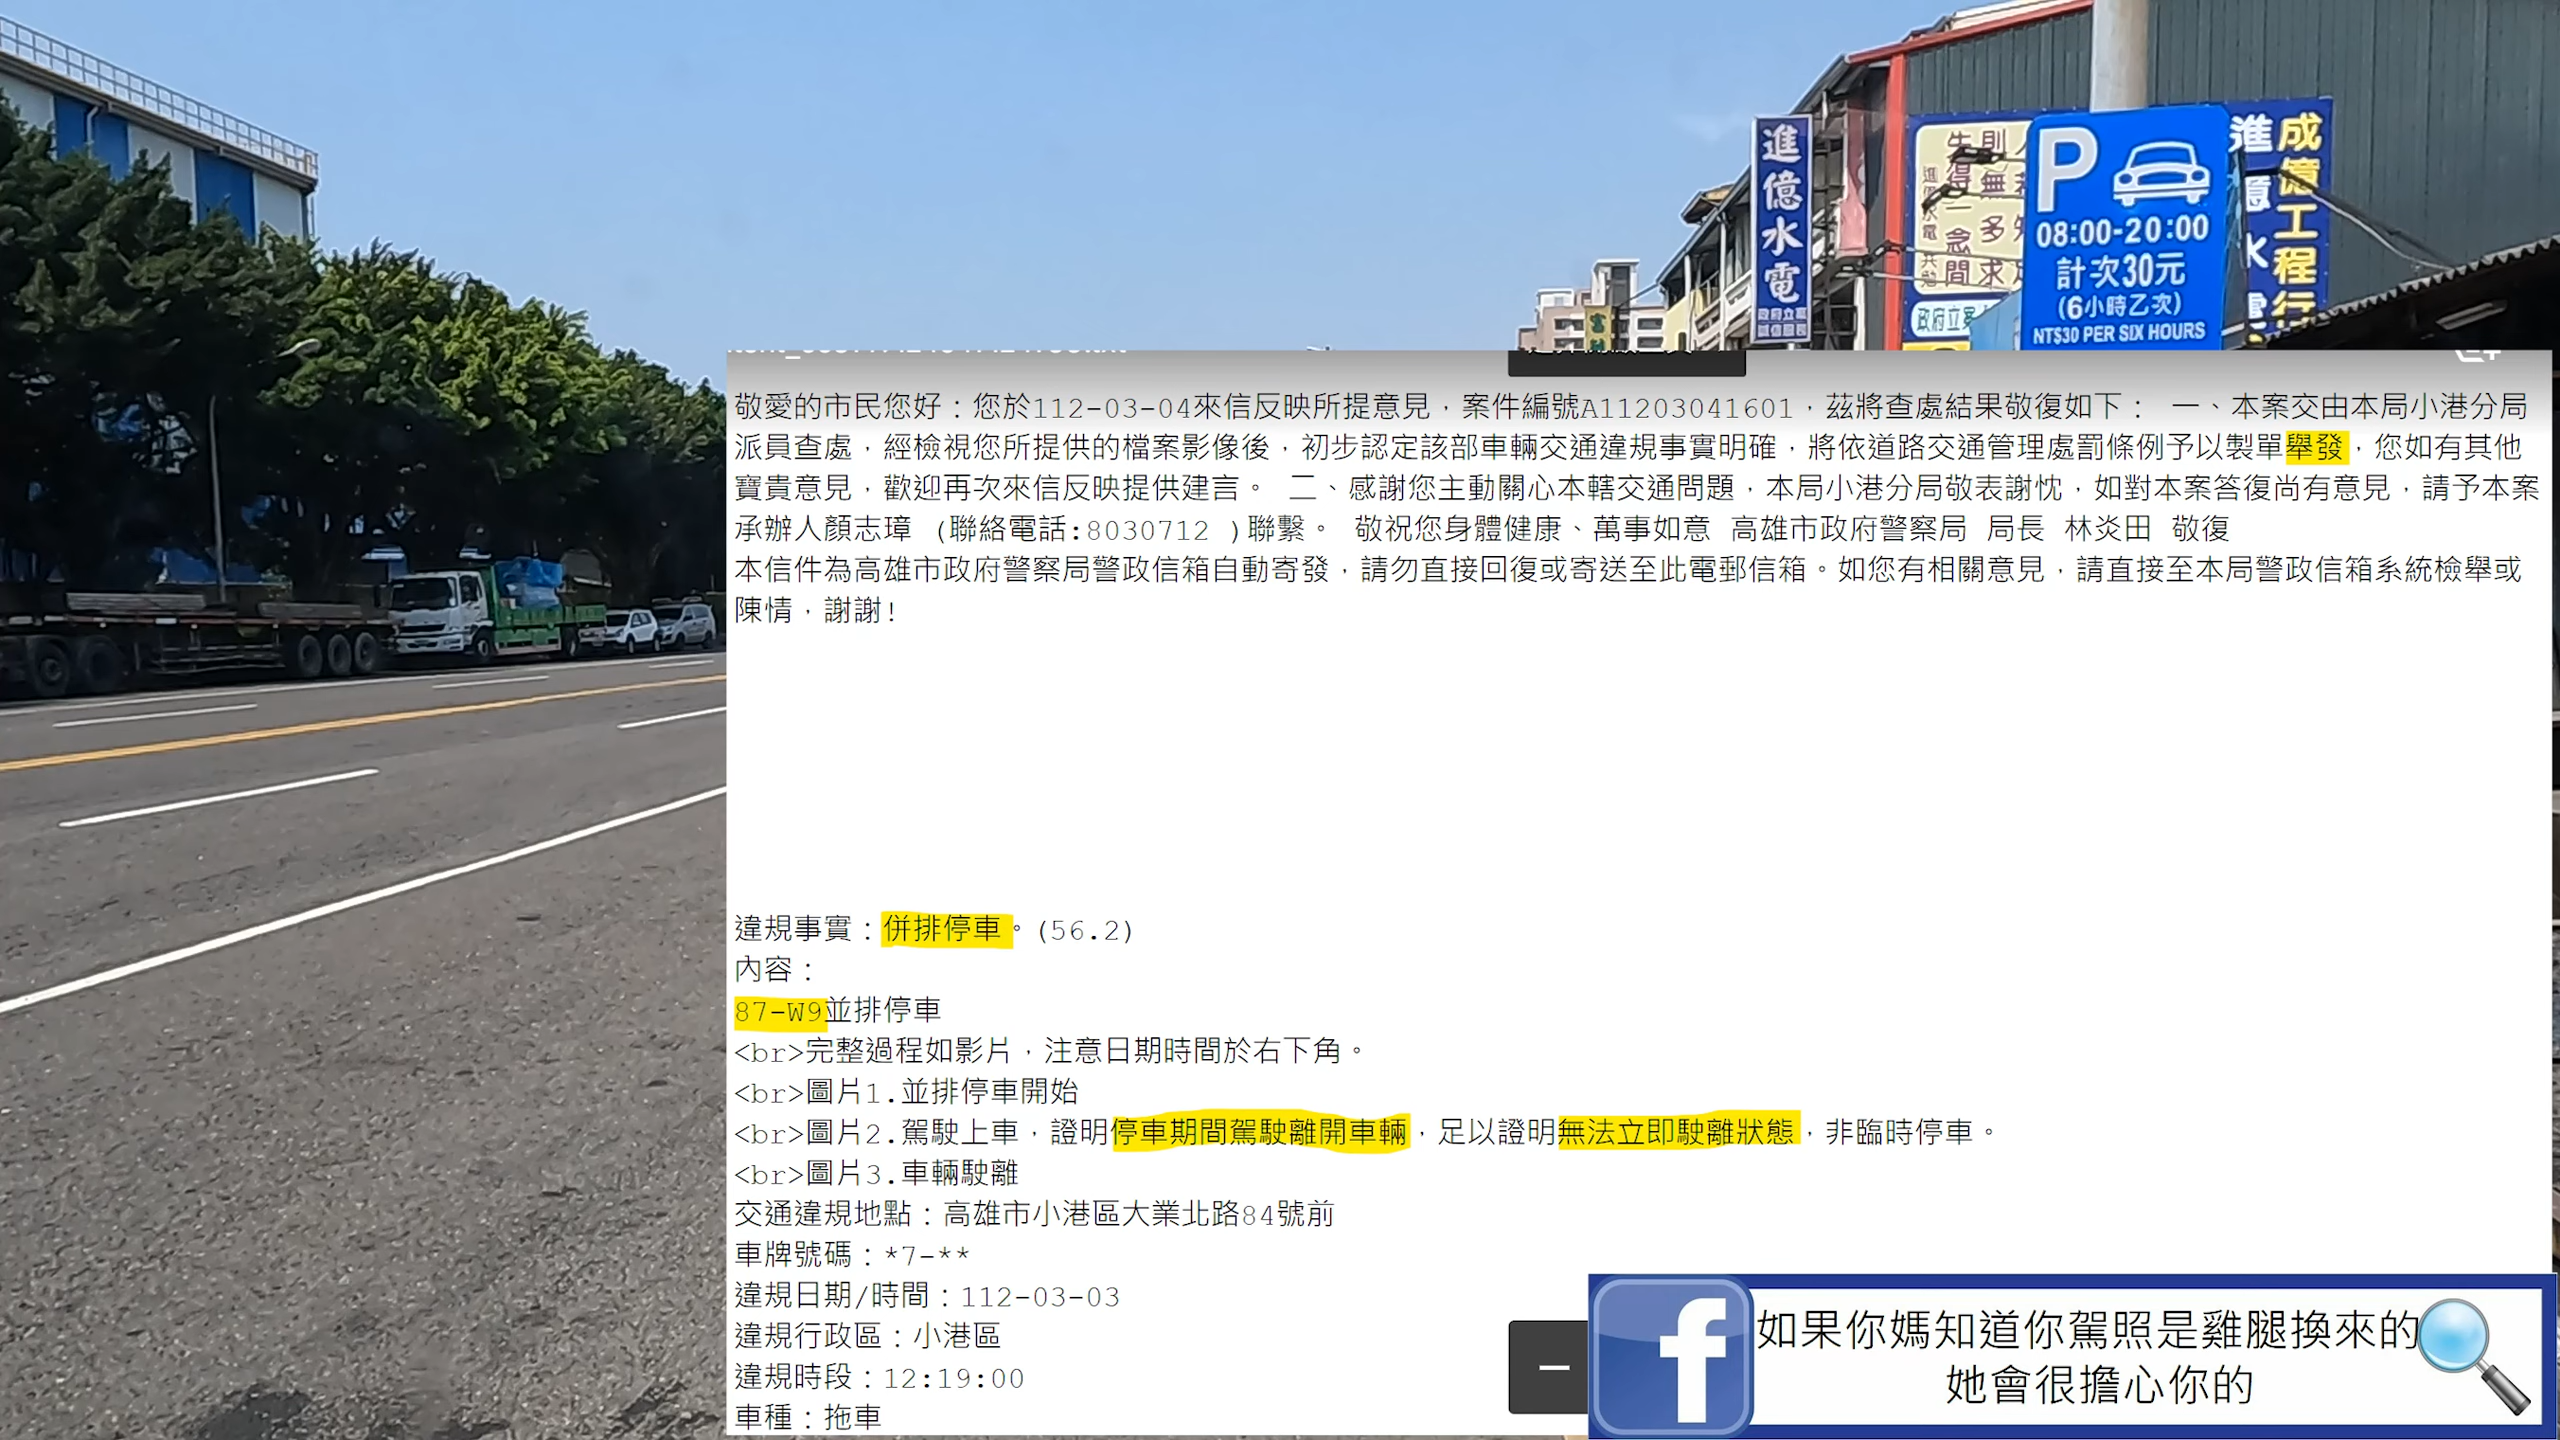 進億水電
政府立案
P
08:00-20:00
計次30元
(6小時乙次)
NT$30 PER SIX HOURS
成億工程行
進億水電
敬愛的市民您好：您於112-03-04來信反映所提意見，案件編號A11203041601，茲將查處結果敬復如下： 一、本案交由本局小港分局
派員查處，經檢視您所提供的檔案影像後，初步認定該部車輛交通違規事實明確，將依道路交通管理處罰條例予以製單舉發，您如有其他
寶貴意見，歡迎再次來信反映提供建言。 二、感謝您主動關心本轄交通問題，本局小港分局敬表謝忱，如對本案答復尚有意見，請予本案
承辦人顏志璋 (聯絡電話:8030712 )聯繫。 敬祝您身體健康、萬事如意 高雄市政府警察局 局長 林炎田 敬復
本信件為高雄市政府警察局警政信箱自動寄發，請勿直接回復或寄送至此電郵信箱。如您有相關意見，請直接至本局警政信箱系統檢舉或
陳情，謝謝!
違規事實：併排停車。(56.2)
內容：
87-W9並排停車
<br>完整過程如影片，注意日期時間於右下角。
<br>圖片1.並排停車開始
<br>圖片2.駕駛上車，證明停車期間駕駛離開車輛，足以證明無法立即駛離狀態，非臨時停車。
<br>圖片3.車輛駛離
交通違規地點：高雄市小港區大業北路84號前
車牌號碼：*7-**
違規日期/時間：112-03-03
違規行政區：小港區
違規時段：12:19:00
車種：拖車
如果你媽知道你駕照是雞腿換來的
她會很擔心你的